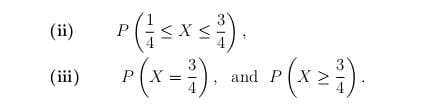 (ii) P(1/4 ≤ X ≤ 3/4),
(iii) P(X = 3/4), and P(X ≥ 3/4).